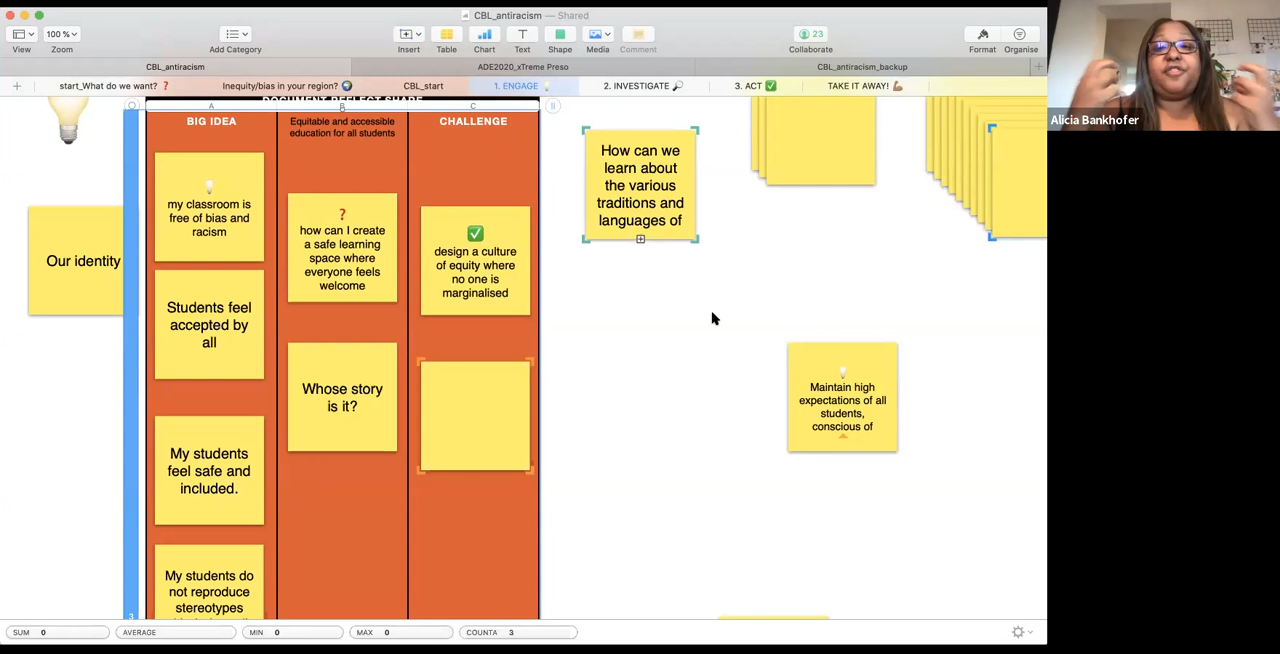 CBL_antiracism — Shared
100 %
View
Zoom
Add Category
Insert
Table
Chart
Text
Shape
Media
Comment
23
Collaborate
Format
Organise
CBL_antiracism
ADE2020_xTreme Preso
CBL_antiracism_backup
start_What do we want? ❓
Inequity/bias in your region?
CBL_start
1. ENGAGE
2. INVESTIGATE
3. ACT ✅
TAKE IT AWAY!
DOCUMENT REFLECT SHARE
A
B
C
BIG IDEA
Equitable and accessible
education for all students
CHALLENGE
my classroom is
free of bias and
racism
Students feel
accepted by
all
My students
feel safe and
included.
My students do
not reproduce
stereotypes
❓
how can I create
a safe learning
space where
everyone feels
welcome
Whose story
is it?
✅
design a culture
of equity where
no one is
marginalised
Our identity
3
How can we
learn about
the various
traditions and
languages of
Maintain high
expectations of all
students,
conscious of
Alicia Bankhofer
SUM 0
AVERAGE
MIN 0
MAX 0
COUNTA 3